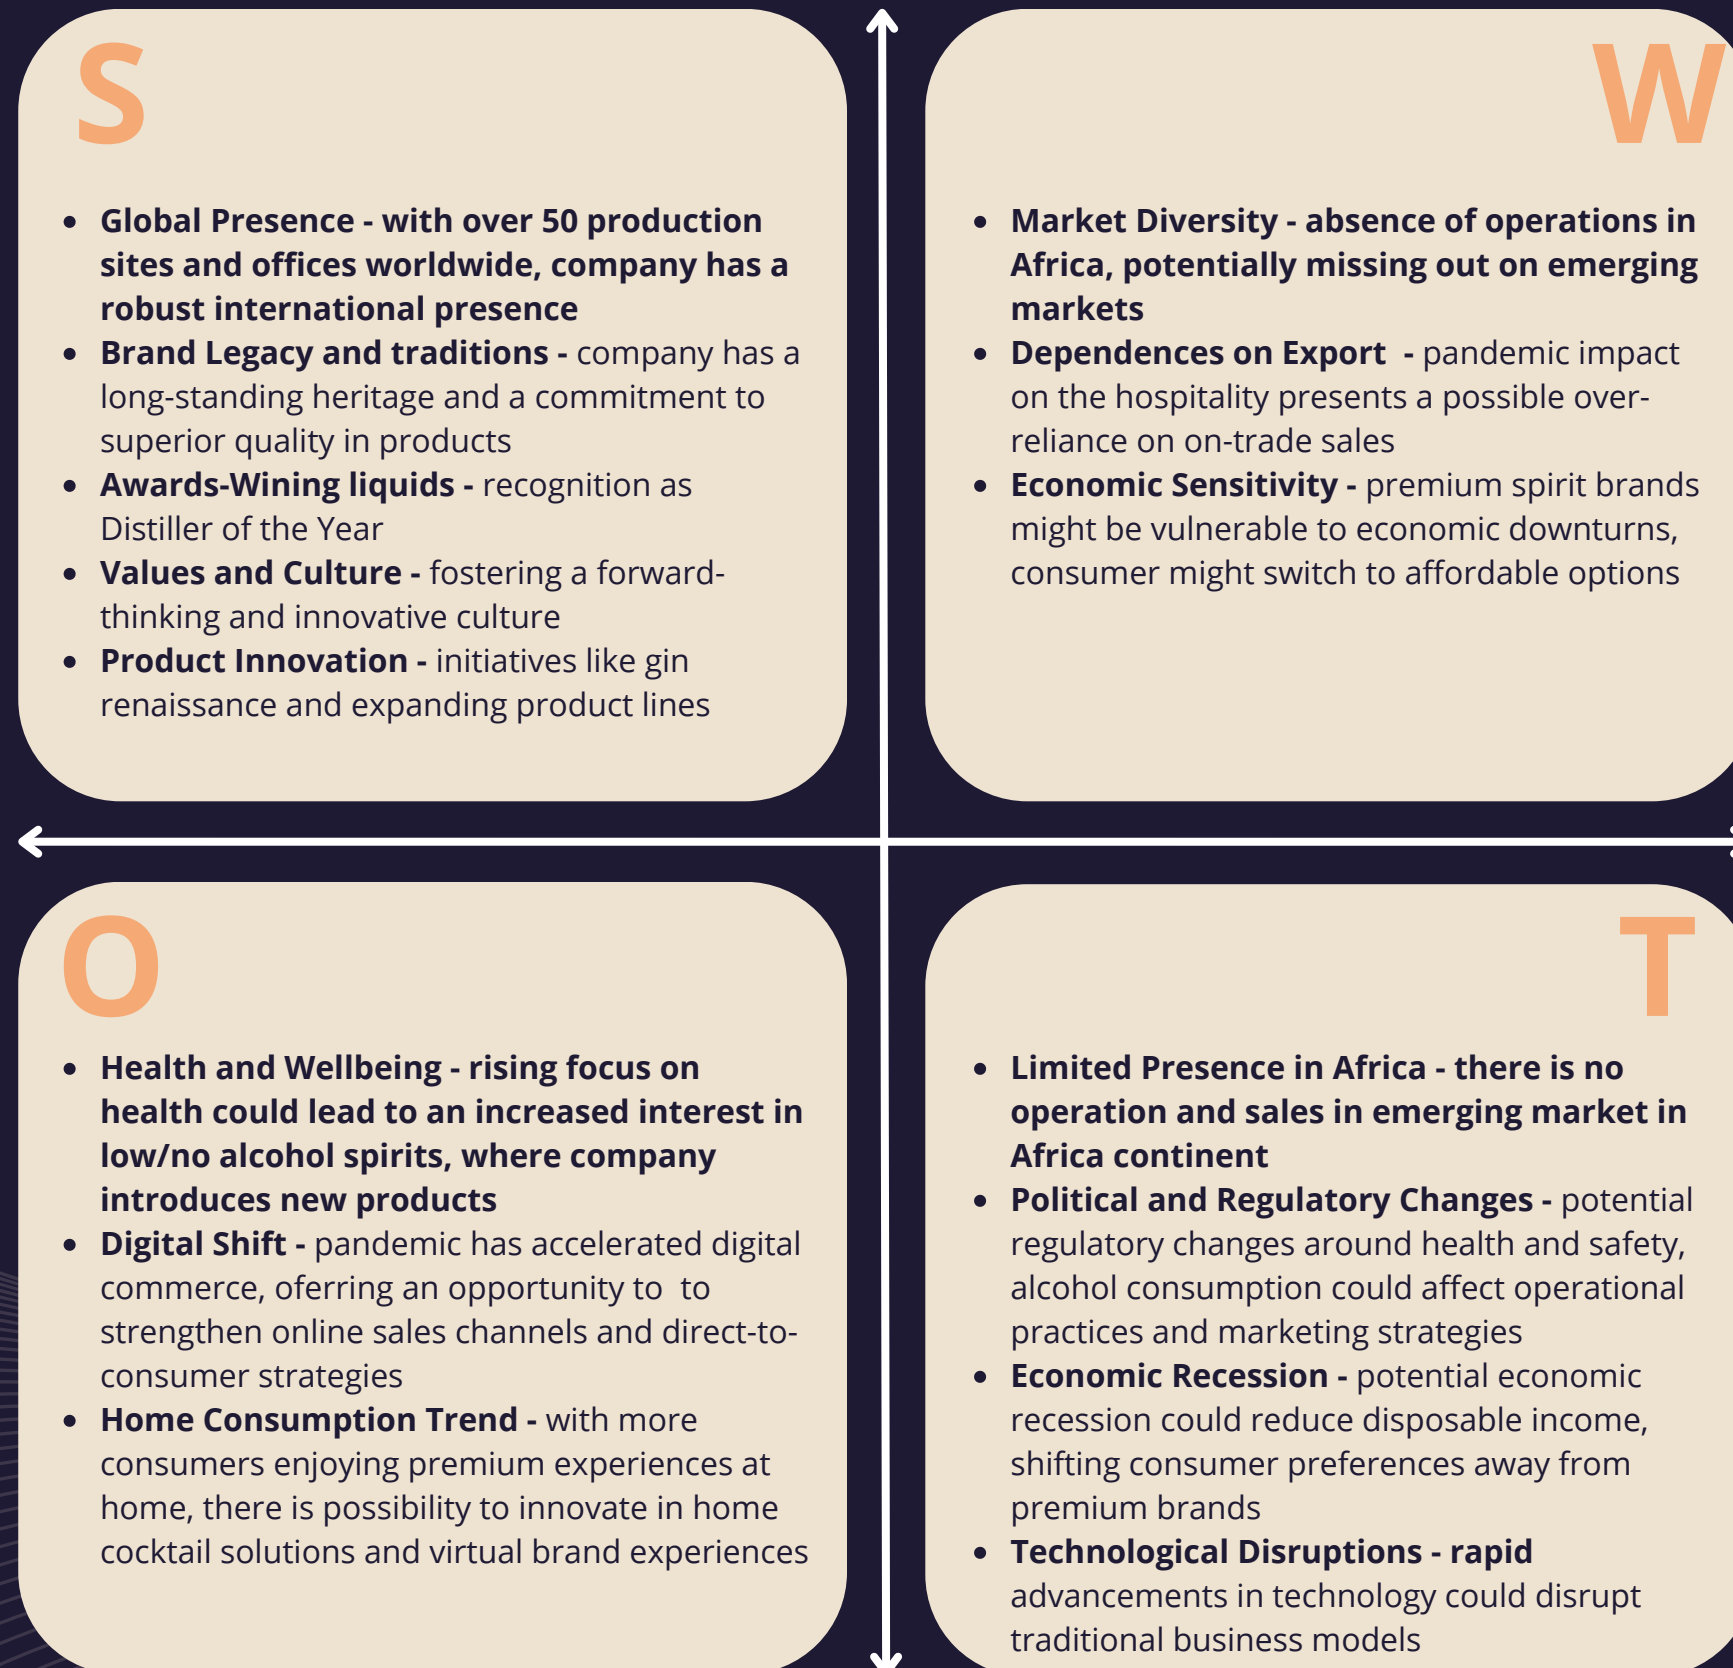 S
• Global Presence - with over 50 production
sites and offices worldwide, company has a
robust international presence
• Brand Legacy and traditions - company has a
long-standing heritage and a commitment to
superior quality in products
• Awards-Wining liquids - recognition as
Distiller of the Year
• Values and Culture - fostering a forward-
thinking and innovative culture
• Product Innovation - initiatives like gin
renaissance and expanding product lines
W
• Market Diversity - absence of operations in
Africa, potentially missing out on emerging
markets
• Dependences on Export  - pandemic impact
on the hospitality presents a possible over-
reliance on on-trade sales
• Economic Sensitivity - premium spirit brands
might be vulnerable to economic downturns,
consumer might switch to affordable options
O
• Health and Wellbeing - rising focus on
health could lead to an increased interest in
low/no alcohol spirits, where company
introduces new products
• Digital Shift - pandemic has accelerated digital
commerce, oferring an opportunity to  to
strengthen online sales channels and direct-to-
consumer strategies
• Home Consumption Trend - with more
consumers enjoying premium experiences at
home, there is possibility to innovate in home
cocktail solutions and virtual brand experiences
T
• Limited Presence in Africa - there is no
operation and sales in emerging market in
Africa continent
• Political and Regulatory Changes - potential
regulatory changes around health and safety,
alcohol consumption could affect operational
practices and marketing strategies
• Economic Recession - potential economic
recession could reduce disposable income,
shifting consumer preferences away from
premium brands
• Technological Disruptions - rapid
advancements in technology could disrupt
traditional business models